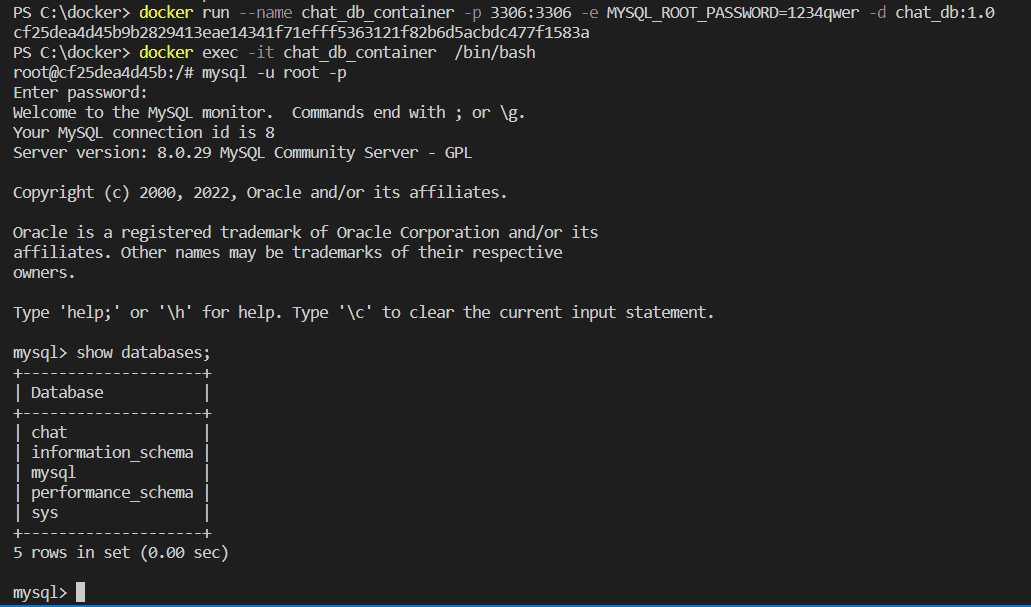 PS C:\docker> docker run --name chat_db_container -p 3306:3306 -e MYSQL_ROOT_PASSWORD=1234qwer -d chat_db:1.0
cf25dea4d45b9b2829413eae14341f71efff5363121f82b6d5acbdc477f1583a
PS C:\docker> docker exec -it chat_db_container  /bin/bash
root@cf25dea4d45b:/# mysql -u root -p
Enter password:
Welcome to the MySQL monitor.  Commands end with ; or \g.
Your MySQL connection id is 8
Server version: 8.0.29 MySQL Community Server - GPL

Copyright (c) 2000, 2022, Oracle and/or its affiliates.

Oracle is a registered trademark of Oracle Corporation and/or its
affiliates. Other names may be trademarks of their respective
owners.

Type 'help;' or '\h' for help. Type '\c' to clear the current input statement.

mysql> show databases;
+--------------------+
| Database           |
+--------------------+
| chat               |
| information_schema |
| mysql              |
| performance_schema |
| sys                |
+--------------------+
5 rows in set (0.00 sec)

mysql>